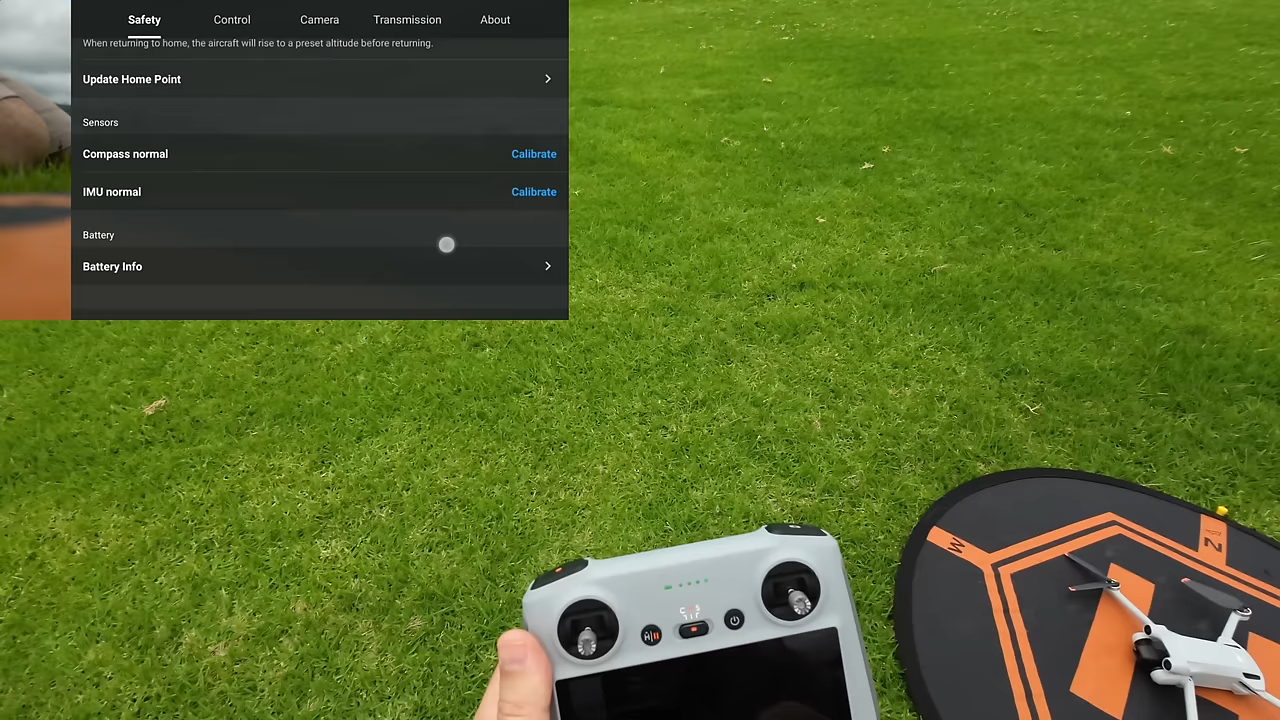 Safety Control Camera Transmission About
When returning to home, the aircraft will rise to a preset altitude before returning.
Update Home Point
Sensors
Compass normal Calibrate
IMU normal Calibrate
Battery
Battery Info
C N S
W
N